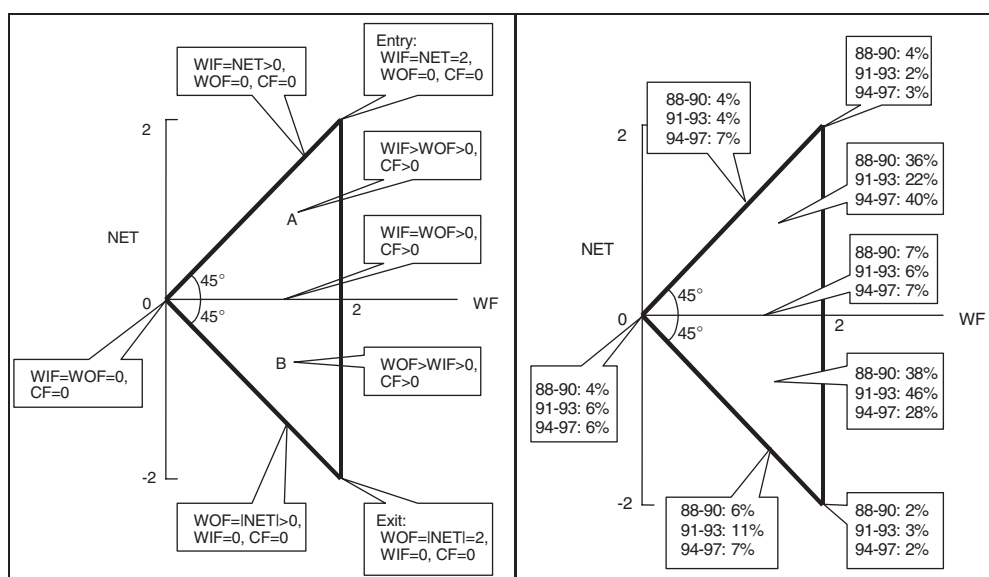 WIF=NET>0,
WOF=0, CF=0
Entry:
WIF=NET=2,
WOF=0, CF=0
2
WIF>WOF>0,
CF>0
A
NET
WIF=WOF>0,
CF>0
45°
0
45°
2
WF
WIF=WOF=0,
CF=0
B
WOF>WIF>0,
CF>0
-2
WOF=|NET|>0,
WIF=0, CF=0
Exit:
WOF=|NET|=2,
WIF=0, CF=0
88-90: 4%
91-93: 4%
94-97: 7%
88-90: 4%
91-93: 2%
94-97: 3%
2
88-90: 36%
91-93: 22%
94-97: 40%
NET
88-90: 7%
91-93: 6%
94-97: 7%
45°
0
45°
2
WF
88-90: 4%
91-93: 6%
94-97: 6%
88-90: 38%
91-93: 46%
94-97: 28%
-2
88-90: 6%
91-93: 11%
94-97: 7%
88-90: 2%
91-93: 3%
94-97: 2%